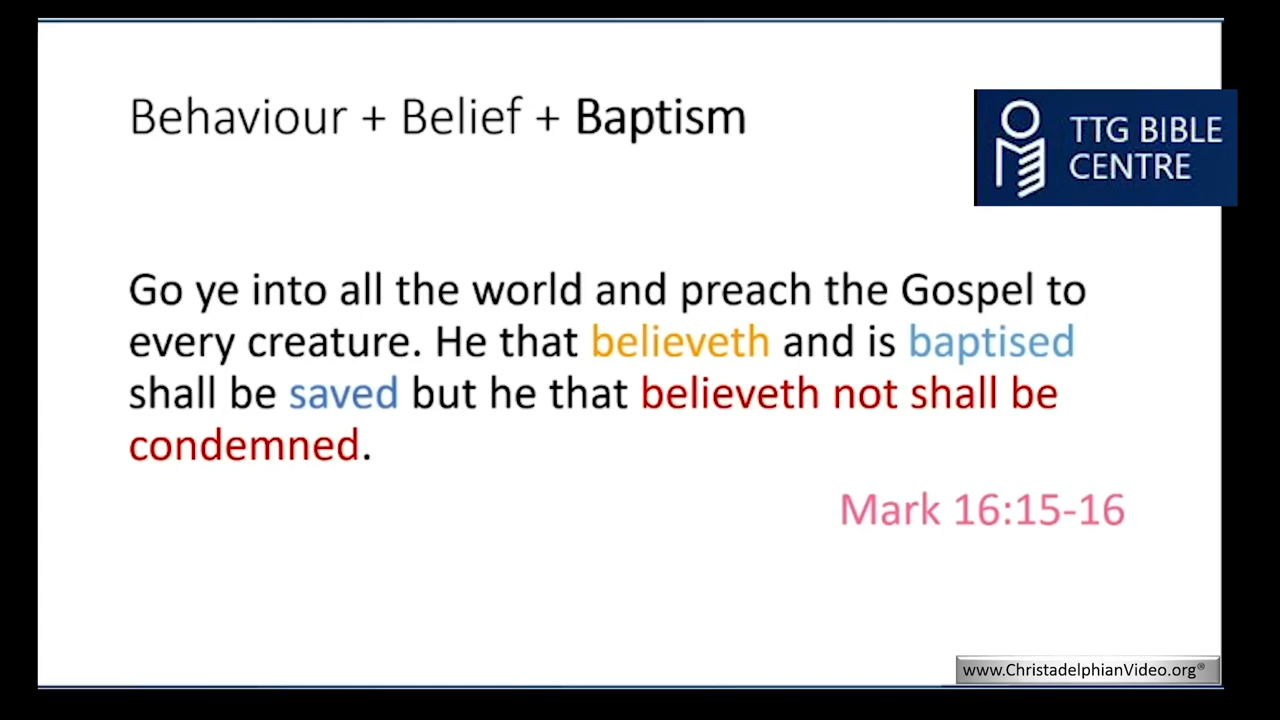 Behaviour + Belief + Baptism
TTG BIBLE
CENTRE
Go ye into all the world and preach the Gospel to
every creature. He that believeth and is baptised
shall be saved but he that believeth not shall be
condemned.
Mark 16:15-16
www.ChristadelphianVideo.org®